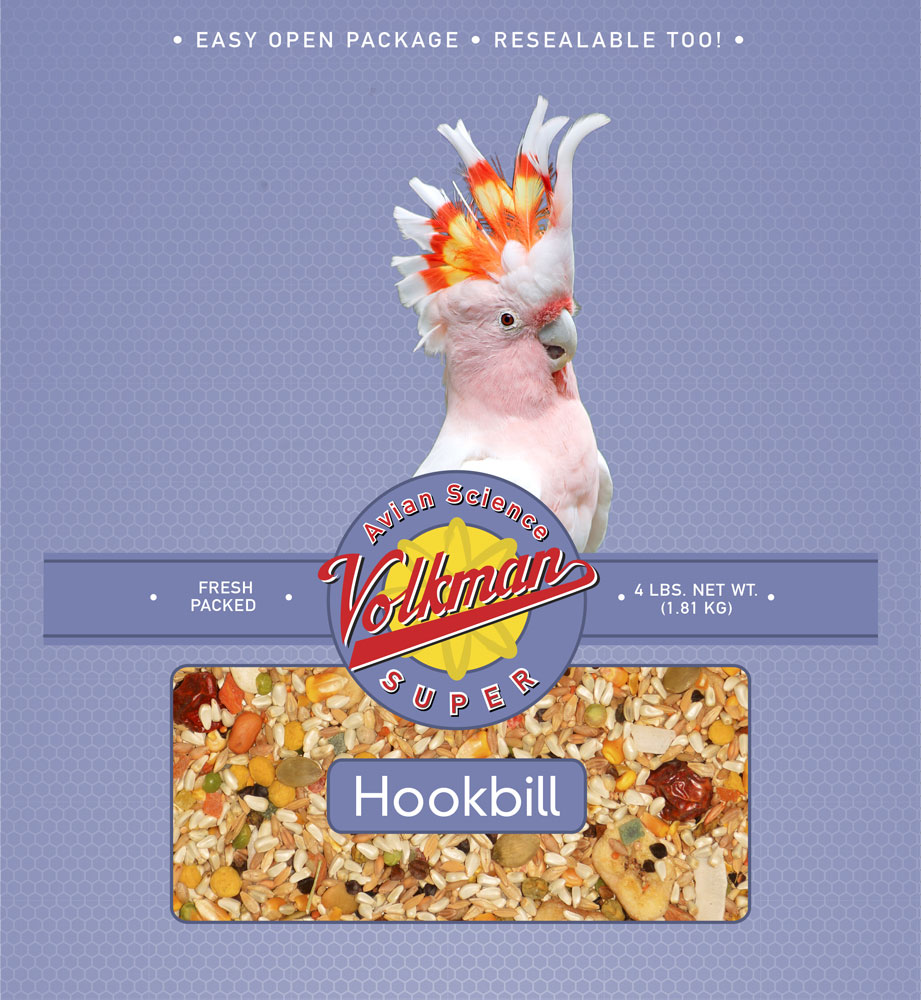 • EASY OPEN PACKAGE • RESEALABLE TOO! •
Avian Science
Volkman
SUPER
• FRESH •
PACKED
• 4 LBS. NET WT. •
(1.81 KG)
Hookbill